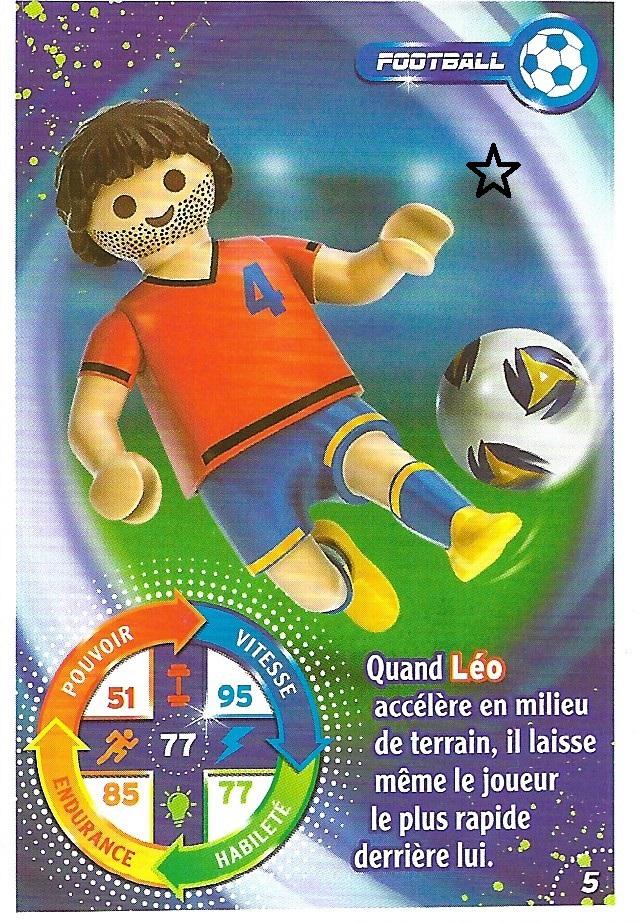 FOOTBALL
4
POUVOIR
VITESSE
51
95
77
85
77
ENDURANCE
HABILETÉ
Quand Léo
accélère en milieu
de terrain, il laisse
même le joueur
le plus rapide
derrière lui.
5